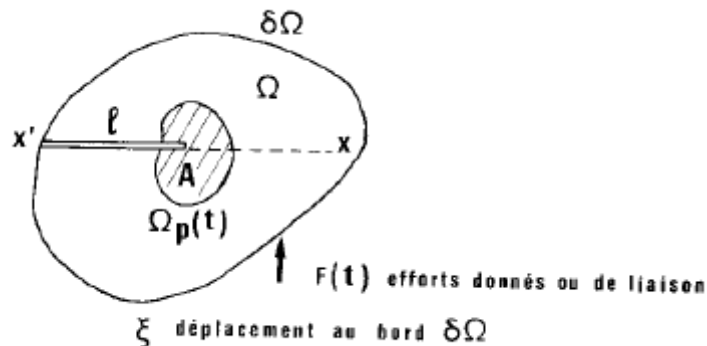 δΩ
Ω
x' ℓ x
A
Ωp(t)
F(t) efforts donnés ou de liaison
ξ déplacement au bord δΩ